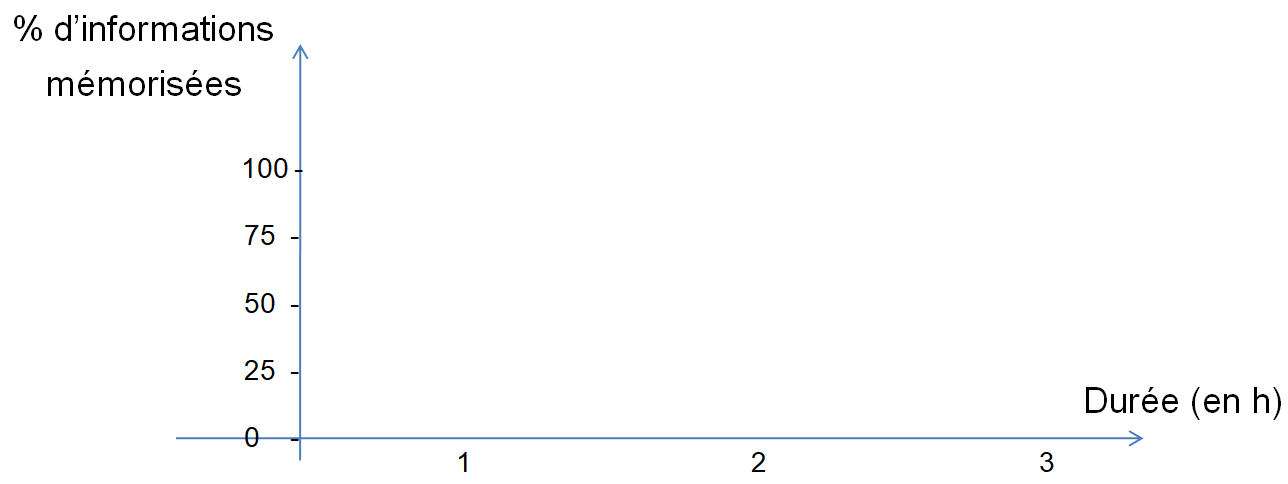 % d’informations
mémorisées
100
75
50
25
0
Durée (en h)
1 2 3